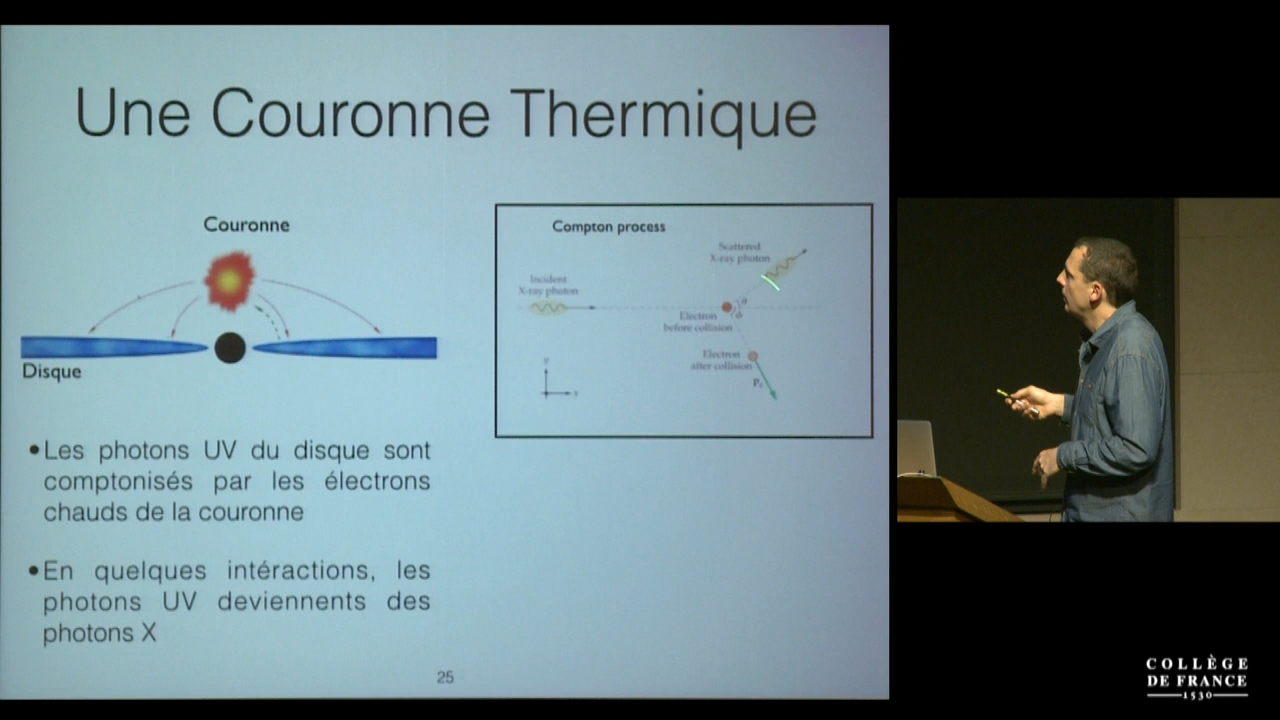 Une Couronne Thermique
Couronne
Disque
Compton process
Incident
X-ray photon
Scattered
X-ray photon
θ
ϕ
Electron
before collision
Electron
after collision
Pe
y
x
•Les photons UV du disque sont
comptonisés par les électrons
chauds de la couronne
•En quelques intéractions, les
photons UV deviennents des
photons X
25
COLLÈGE
DE FRANCE
1530